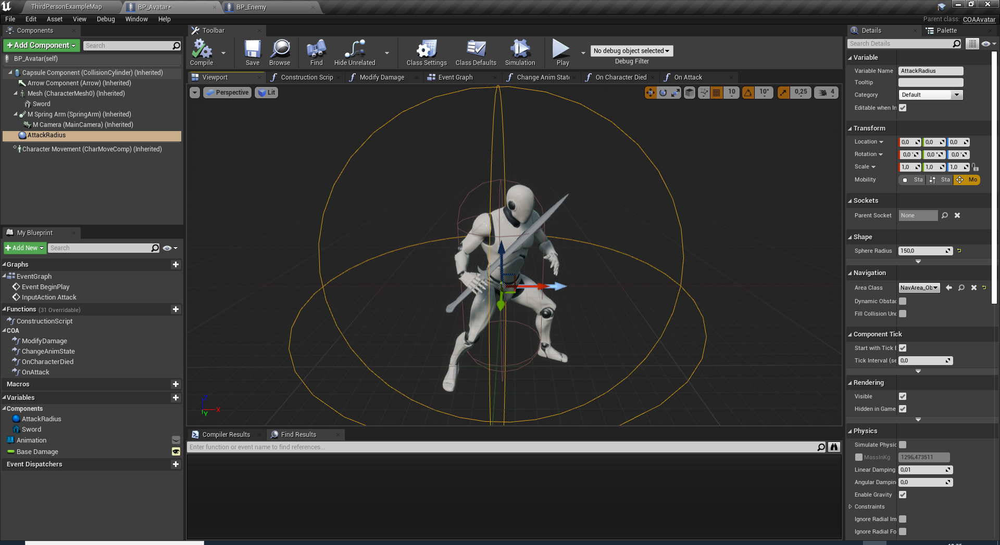 ThirdPersonExampleMap
BP_Avatar*
BP_Enemy
File Edit Asset View Debug Window Help
Parent class: COAAvatar
Components
+ Add Component
Search
BP_Avatar(self)
Capsule Component (CollisionCylinder) (Inherited)
Arrow Component (Arrow) (Inherited)
Mesh (CharacterMesh0) (Inherited)
Sword
M Spring Arm (SpringArm) (Inherited)
M Camera (MainCamera) (Inherited)
AttackRadius
Character Movement (CharMoveComp) (Inherited)
My Blueprint
+ Add New
Search
Graphs
EventGraph
Event BeginPlay
InputAction Attack
Functions (31 Overridable)
ConstructionScript
COA
ModifyDamage
ChangeAnimState
OnCharacterDied
OnAttack
Macros
Variables
Components
AttackRadius
Sword
Animation
Base Damage
Event Dispatchers
Toolbar
Compile
Save
Browse
Find
Hide Unrelated
Class Settings
Class Defaults
Simulation
Play
No debug object selected
Debug Filter
Viewport
Construction Scrip
Modify Damage
Event Graph
Change Anim Stat
On Character Died
On Attack
Perspective
Lit
10
10°
0,25
4
Z
X
Y
Compiler Results
Find Results
Enter function or event name to find references...
Details
Palette
Search Details
Variable
Variable Name AttackRadius
Tooltip
Category Default
Editable when In
Transform
Location 0,0 0,0 0,0
Rotation 0,0 ° 0,0 ° 0,0 °
Scale 1,0 1,0 1,0
Mobility Sta Sta Mo
Sockets
Parent Socket None
Shape
Sphere Radius 150,0
Navigation
Area Class NavArea_Ob
Dynamic Obstac
Fill Collision Und
Component Tick
Start with Tick E
Tick Interval (se 0,0
Rendering
Visible
Hidden in Game
Physics
Simulate Physic
MassInKg 1296,473511
Linear Damping 0,01
Angular Dampin 0,0
Enable Gravity
Constraints
Ignore Radial Im
Ignore Radial Fo